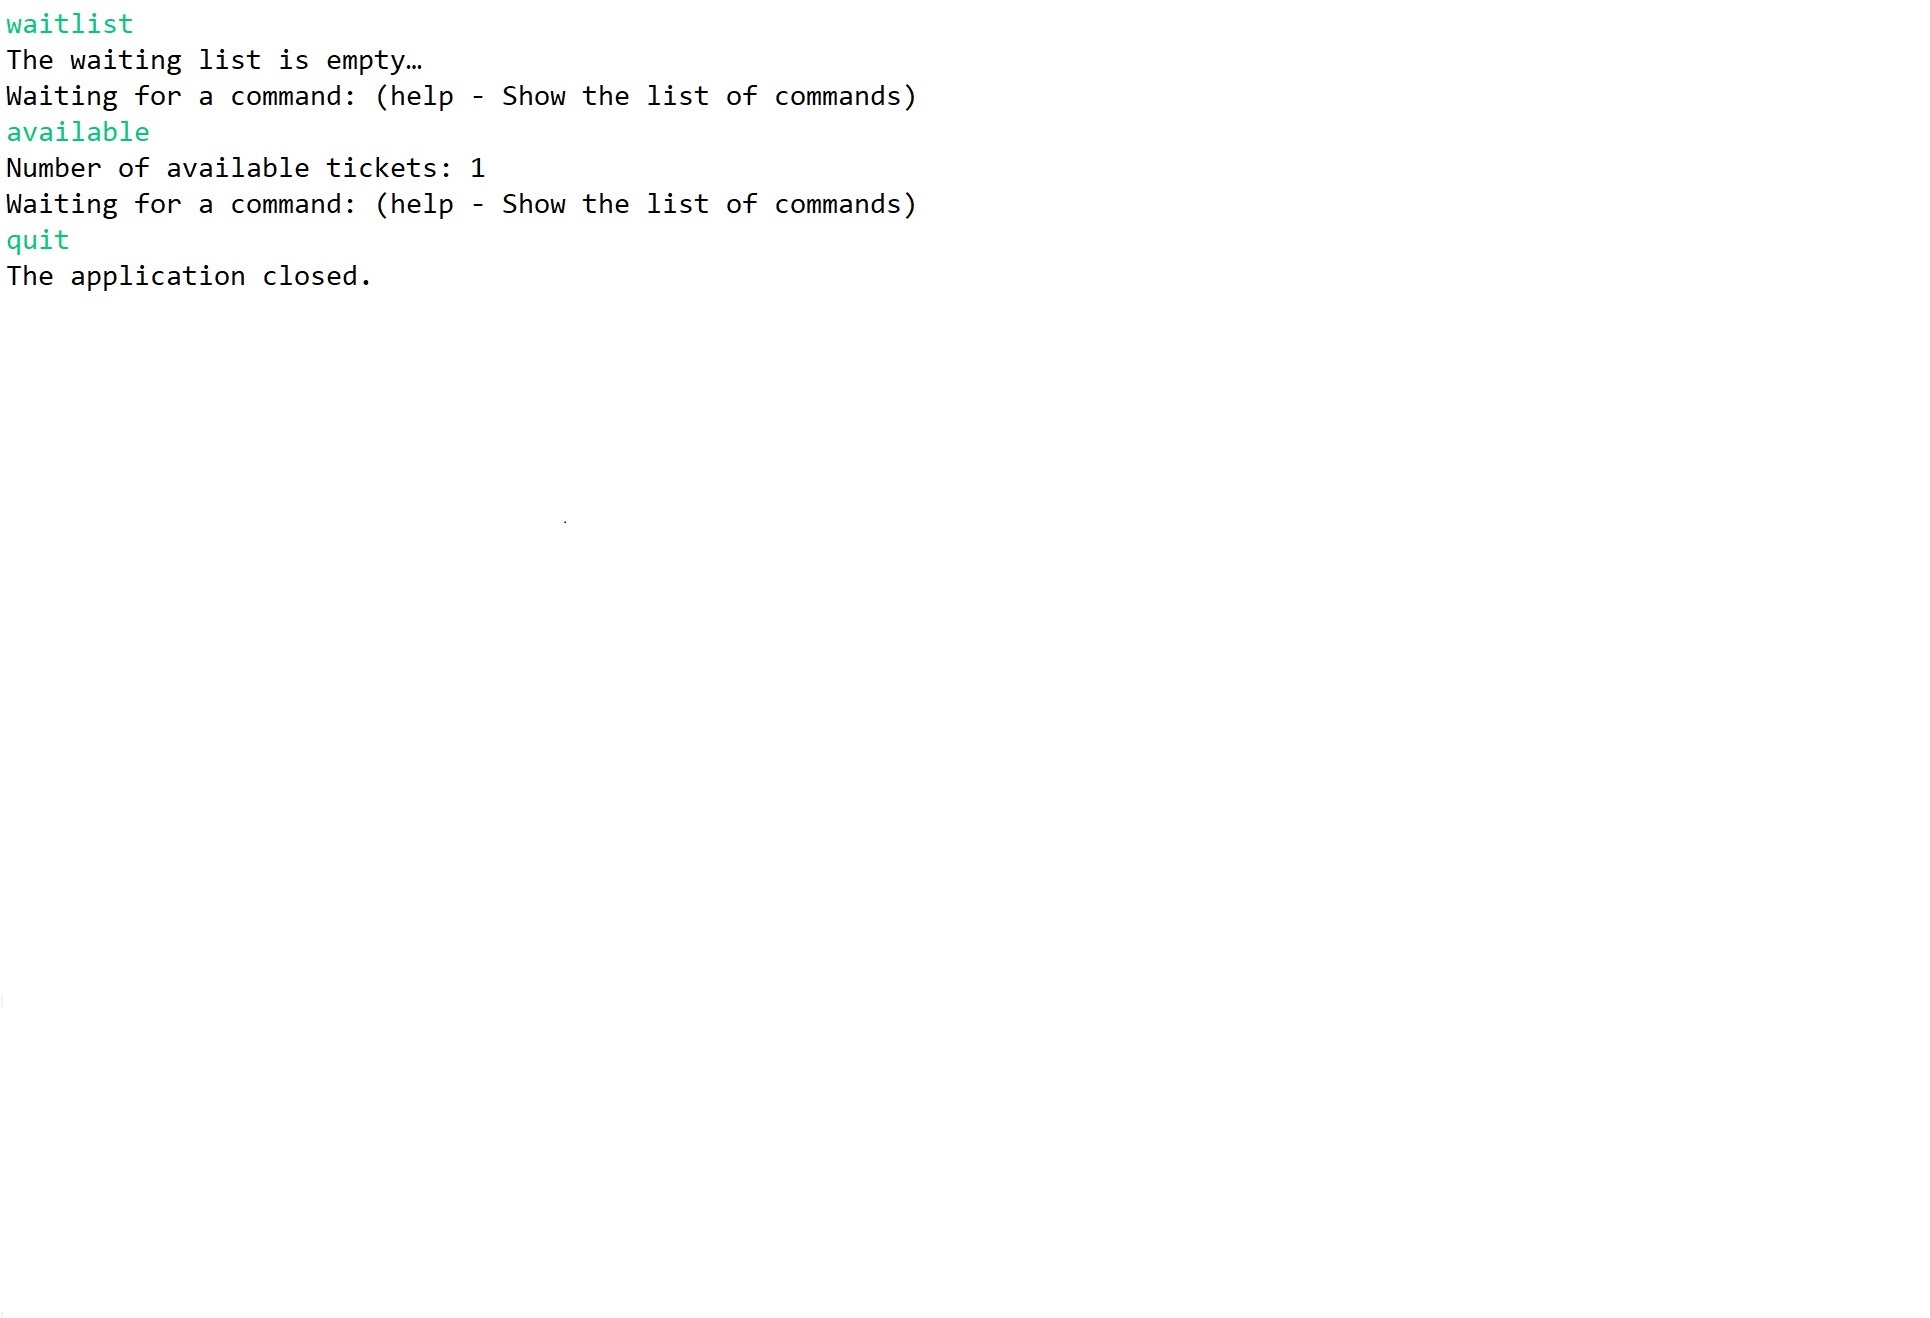 waitlist
The waiting list is empty…
Waiting for a command: (help - Show the list of commands)
available
Number of available tickets: 1
Waiting for a command: (help - Show the list of commands)
quit
The application closed.